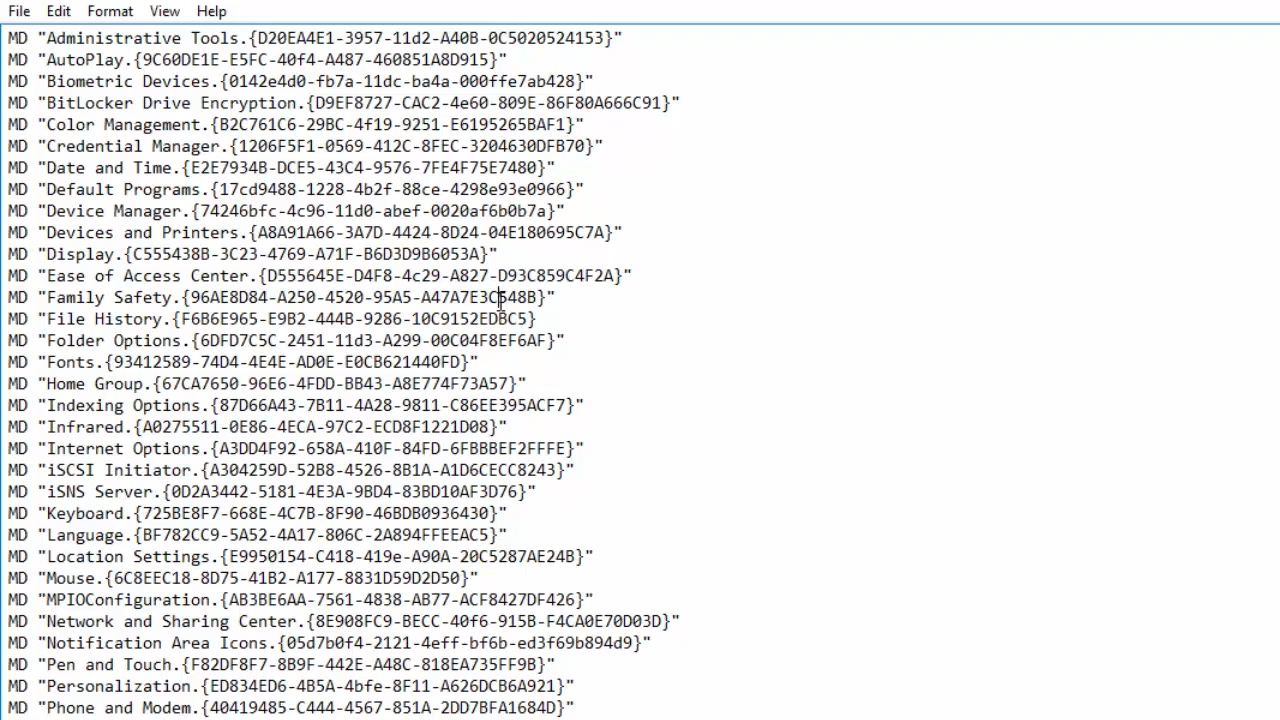 File Edit Format View Help
MD "Administrative Tools.{D20EA4E1-3957-11d2-A40B-0C5020524153}"
MD "AutoPlay.{9C60DE1E-E5FC-40f4-A487-460851A8D915}"
MD "Biometric Devices.{0142e4d0-fb7a-11dc-ba4a-000ffe7ab428}"
MD "BitLocker Drive Encryption.{D9EF8727-CAC2-4e60-809E-86F80A666C91}"
MD "Color Management.{B2C761C6-29BC-4f19-9251-E6195265BAF1}"
MD "Credential Manager.{1206F5F1-0569-412C-8FEC-3204630DFB70}"
MD "Date and Time.{E2E7934B-DCE5-43C4-9576-7FE4F75E7480}"
MD "Default Programs.{17cd9488-1228-4b2f-88ce-4298e93e0966}"
MD "Device Manager.{74246bfc-4c96-11d0-abef-0020af6b0b7a}"
MD "Devices and Printers.{A8A91A66-3A7D-4424-8D24-04E180695C7A}"
MD "Display.{C555438B-3C23-4769-A71F-B6D3D9B6053A}"
MD "Ease of Access Center.{D555645E-D4F8-4c29-A827-D93C859C4F2A}"
MD "Family Safety.{96AE8D84-A250-4520-95A5-A47A7E3C548B}"
MD "File History.{F6B6E965-E9B2-444B-9286-10C9152EDBC5}
MD "Folder Options.{6DFD7C5C-2451-11d3-A299-00C04F8EF6AF}"
MD "Fonts.{93412589-74D4-4E4E-AD0E-E0CB621440FD}"
MD "Home Group.{67CA7650-96E6-4FDD-BB43-A8E774F73A57}"
MD "Indexing Options.{87D66A43-7B11-4A28-9811-C86EE395ACF7}"
MD "Infrared.{A0275511-0E86-4ECA-97C2-ECD8F1221D08}"
MD "Internet Options.{A3DD4F92-658A-410F-84FD-6FBBBEF2FFFE}"
MD "iSCSI Initiator.{A304259D-52B8-4526-8B1A-A1D6CECC8243}"
MD "iSNS Server.{0D2A3442-5181-4E3A-9BD4-83BD10AF3D76}"
MD "Keyboard.{725BE8F7-668E-4C7B-8F90-46BDB0936430}"
MD "Language.{BF782CC9-5A52-4A17-806C-2A894FFEEAC5}"
MD "Location Settings.{E9950154-C418-419e-A90A-20C5287AE24B}"
MD "Mouse.{6C8EEC18-8D75-41B2-A177-8831D59D2D50}"
MD "MPIOConfiguration.{AB3BE6AA-7561-4838-AB77-ACF8427DF426}"
MD "Network and Sharing Center.{8E908FC9-BECC-40f6-915B-F4CA0E70D03D}"
MD "Notification Area Icons.{05d7b0f4-2121-4eff-bf6b-ed3f69b894d9}"
MD "Pen and Touch.{F82DF8F7-8B9F-442E-A48C-818EA735FF9B}"
MD "Personalization.{ED834ED6-4B5A-4bfe-8F11-A626DCB6A921}"
MD "Phone and Modem.{40419485-C444-4567-851A-2DD7BFA1684D}"